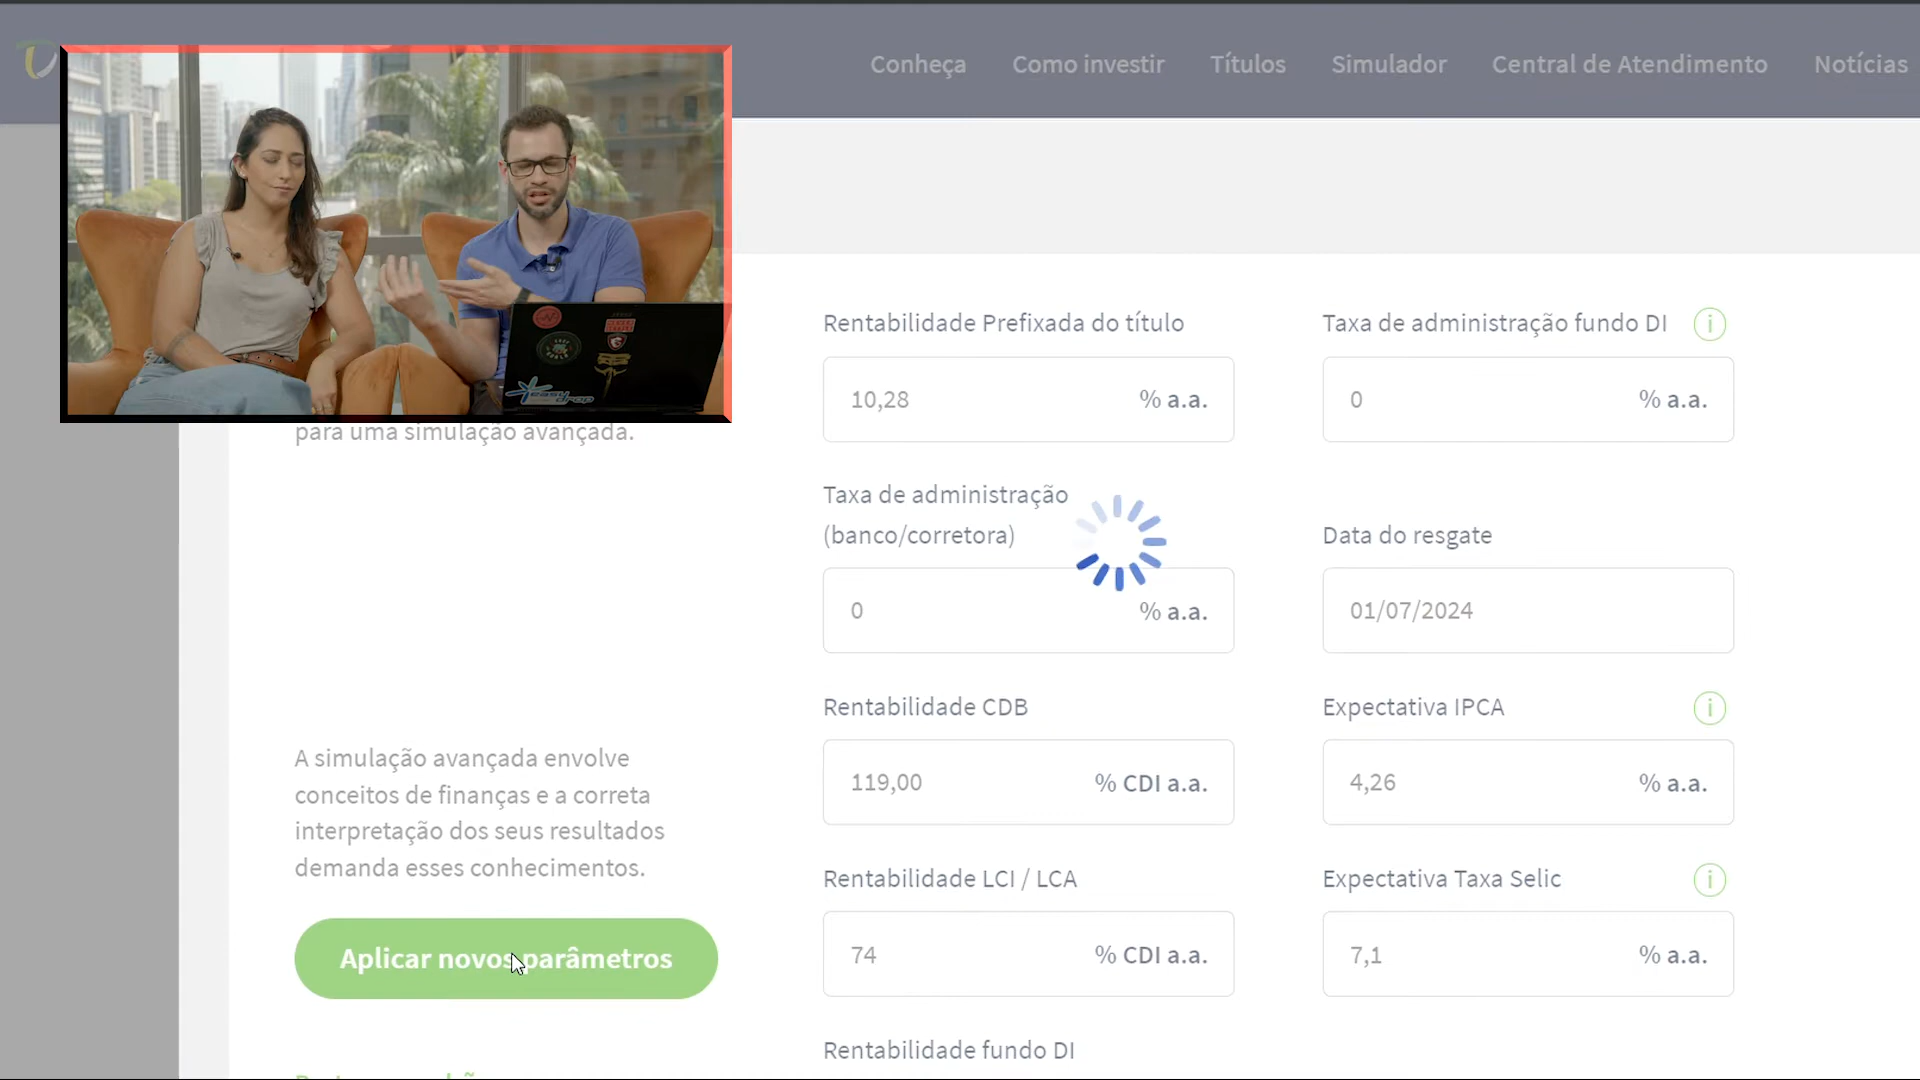 Conheça
Como investir
Títulos
Simulador
Central de Atendimento
Notícias
easy
drop
para uma simulação avançada.
Rentabilidade Prefixada do título
10,28
% a.a.
Taxa de administração fundo DI
i
0
% a.a.
Taxa de administração
(banco/corretora)
0
% a.a.
Data do resgate
01/07/2024
Rentabilidade CDB
119,00
% CDI a.a.
Expectativa IPCA
i
4,26
% a.a.
A simulação avançada envolve
conceitos de finanças e a correta
interpretação dos seus resultados
demanda esses conhecimentos.
Rentabilidade LCI / LCA
74
% CDI a.a.
Expectativa Taxa Selic
i
7,1
% a.a.
Aplicar novos parâmetros
Rentabilidade fundo DI